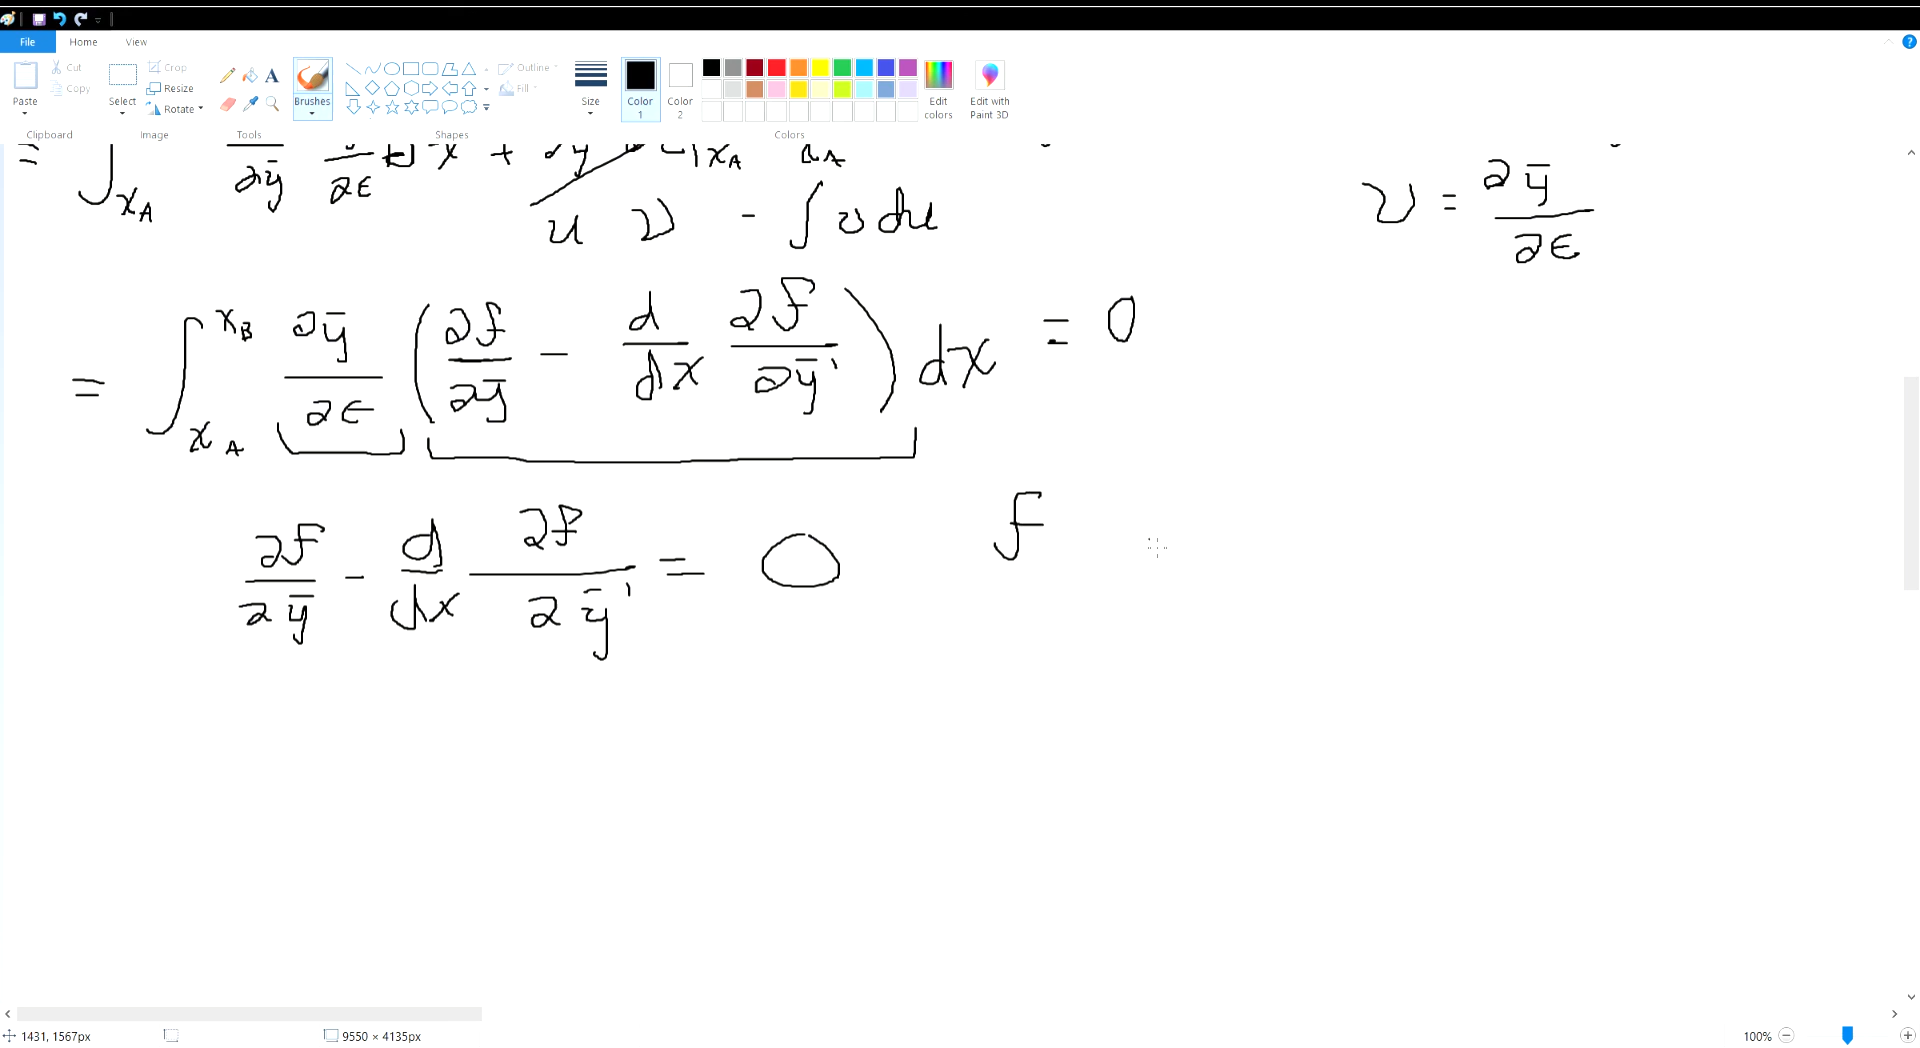 File Home View
Cut
Copy
Paste
Select
Crop
Resize
Rotate
A
Brushes
Outline
Fill
Size
Color 1
Color 2
Edit colors
Edit with Paint 3D
Clipboard Image Tools Shapes Colors
= ∫_{x_A} ∂ȳ ∂ϵ x + x_A
u v - ∫ v du
v = ∂ȳ/∂ϵ
= ∫_{x_A}^{x_B} ∂ȳ/∂ϵ (∂f/∂ȳ - d/dx ∂f/∂ȳ') dx = 0
∂f/∂ȳ - d/dx ∂f/∂ȳ' = 0 f
1431, 1567px 9550 × 4135px 100%